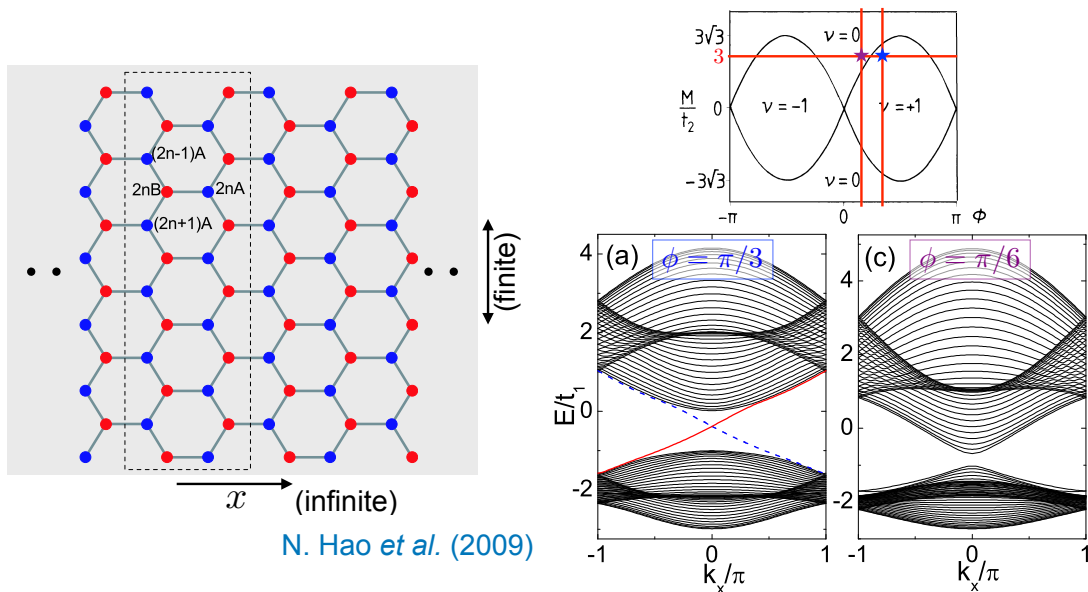 (2n-1)A
2nB
2nA
(2n+1)A
(finite)
x
(infinite)
N. Hao et al. (2009)
3√3
3
M/t₂
0
-3√3
ν = 0
ν = -1
ν = +1
ν = 0
-π
0
π
Φ
(a)
ϕ = π/3
(c)
ϕ = π/6
E/t₁
4
2
0
-2
-1
0
1
kₓ/π
4
2
0
-2
-1
0
1
kₓ/π